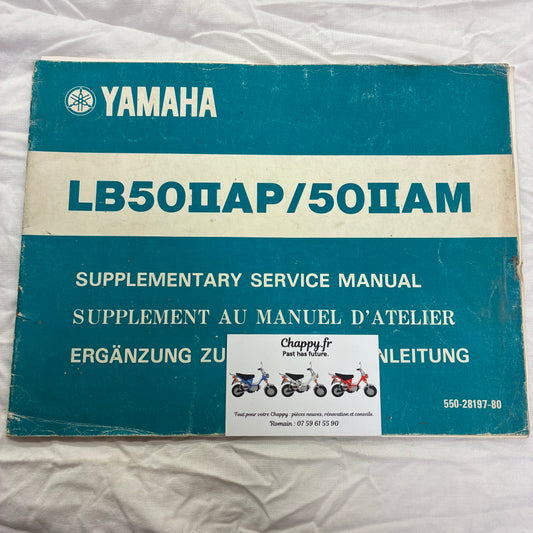 YAMAHA
LB50IIAP/50IIAM
SUPPLEMENTARY SERVICE MANUAL
SUPPLEMENT AU MANUEL D'ATELIER
ERGÄNZUNG ZU NLEITUNG
Chappy.fr
Past has future.
Tout pour votre Chappy : pièces neuves, rénovation et conseils.
Romain : 07 59 61 55 90
550-28197-80